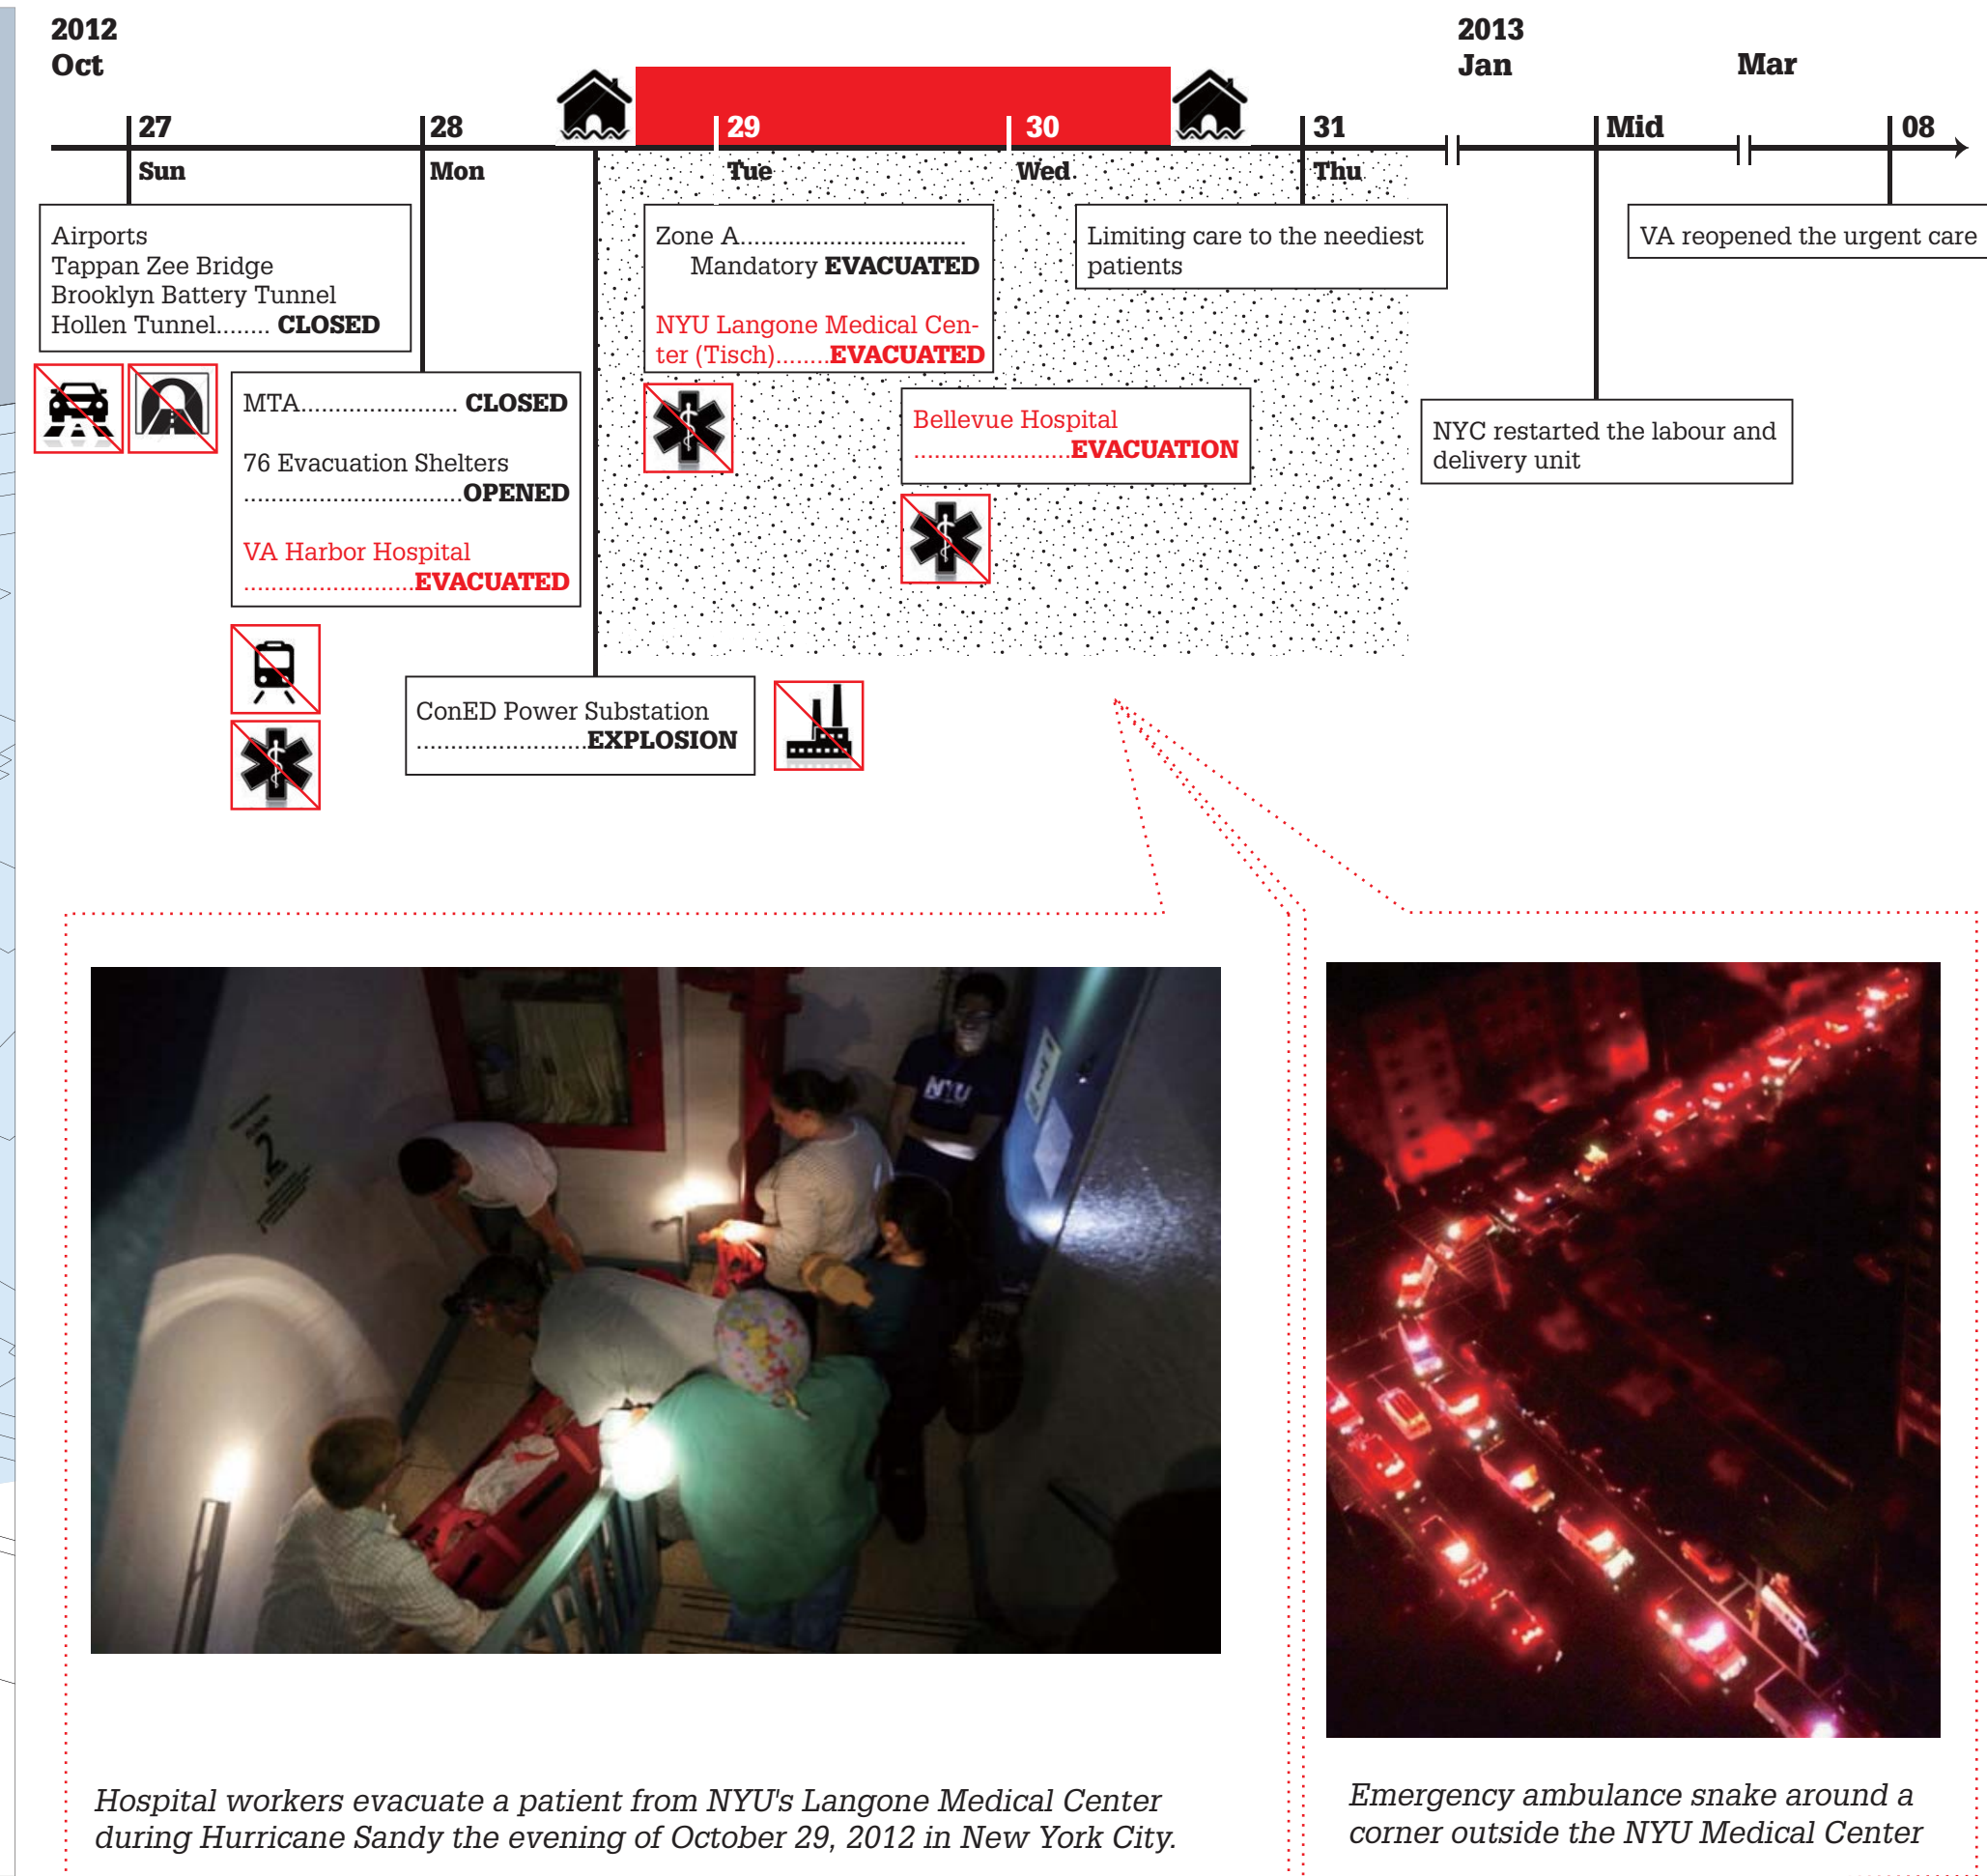 2012
Oct
2013
Jan
Mar
27
28
29
30
31
Mid
08
Sun
Mon
Tue
Wed
Thu
Airports
Tappan Zee Bridge
Brooklyn Battery Tunnel
Hollen Tunnel........ CLOSED
MTA....................... CLOSED
76 Evacuation Shelters
................................OPENED
VA Harbor Hospital
.........................EVACUATED
ConED Power Substation
.........................EXPLOSION
Zone A.................................
Mandatory EVACUATED
NYU Langone Medical Cen-
ter (Tisch)........EVACUATED
Bellevue Hospital
.......................EVACUATION
Limiting care to the neediest
patients
NYC restarted the labour and
delivery unit
VA reopened the urgent care
2
NYU
Hospital workers evacuate a patient from NYU's Langone Medical Center
during Hurricane Sandy the evening of October 29, 2012 in New York City.
Emergency ambulance snake around a
corner outside the NYU Medical Center